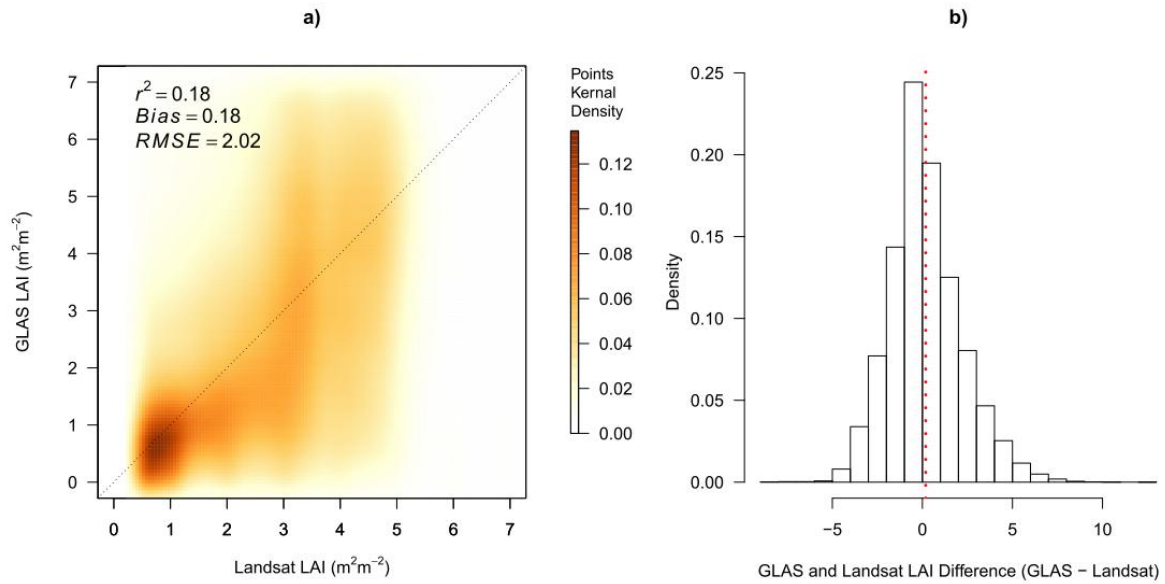 a)
r² = 0.18
Bias = 0.18
RMSE = 2.02
GLAS LAI (m²m⁻²)
7
6
5
4
3
2
1
0
0 1 2 3 4 5 6 7
Landsat LAI (m²m⁻²)
Points
Kernal
Density
0.12
0.10
0.08
0.06
0.04
0.02
0.00
b)
Density
0.25
0.20
0.15
0.10
0.05
0.00
−5 0 5 10
GLAS and Landsat LAI Difference (GLAS − Landsat)